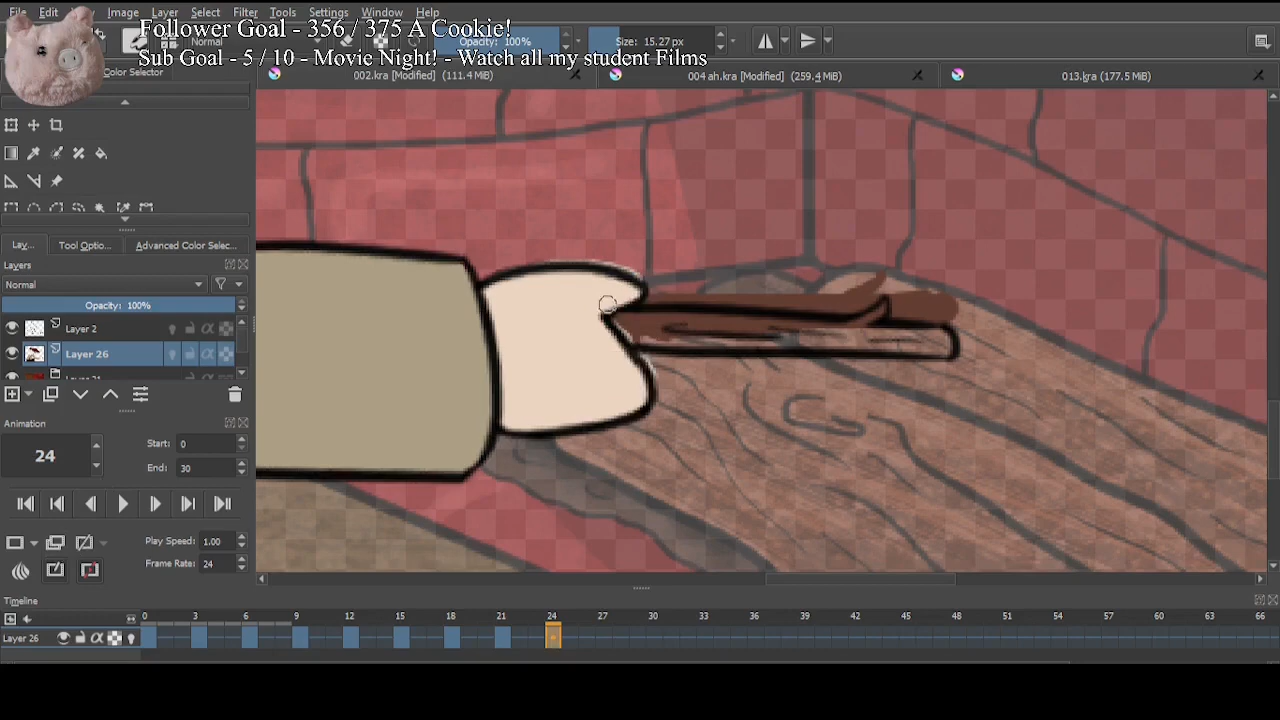 File Edit View Image Layer Select Filter Tools Settings Window Help
Follower Goal - 356 / 375 A Cookie!
Normal Opacity: 100% Size: 15.27 px
Sub Goal - 5 / 10 - Movie Night! - Watch all my student Films
Color Selector
002.kra [Modified] (111.4 MiB) 004 ah.kra [Modified] (259.4 MiB) 013.kra (177.5 MiB)
Lay... Tool Optio... Advanced Color Selec...
Layers
Normal
Opacity: 100%
Layer 2
Layer 26
Animation
24 Start: 0
End: 30
Play Speed: 1.00
Frame Rate: 24
Timeline
0 3 6 9 12 15 18 21 24 27 30 33 36 39 42 45 48 51 54 57 60 63 66
Layer 26